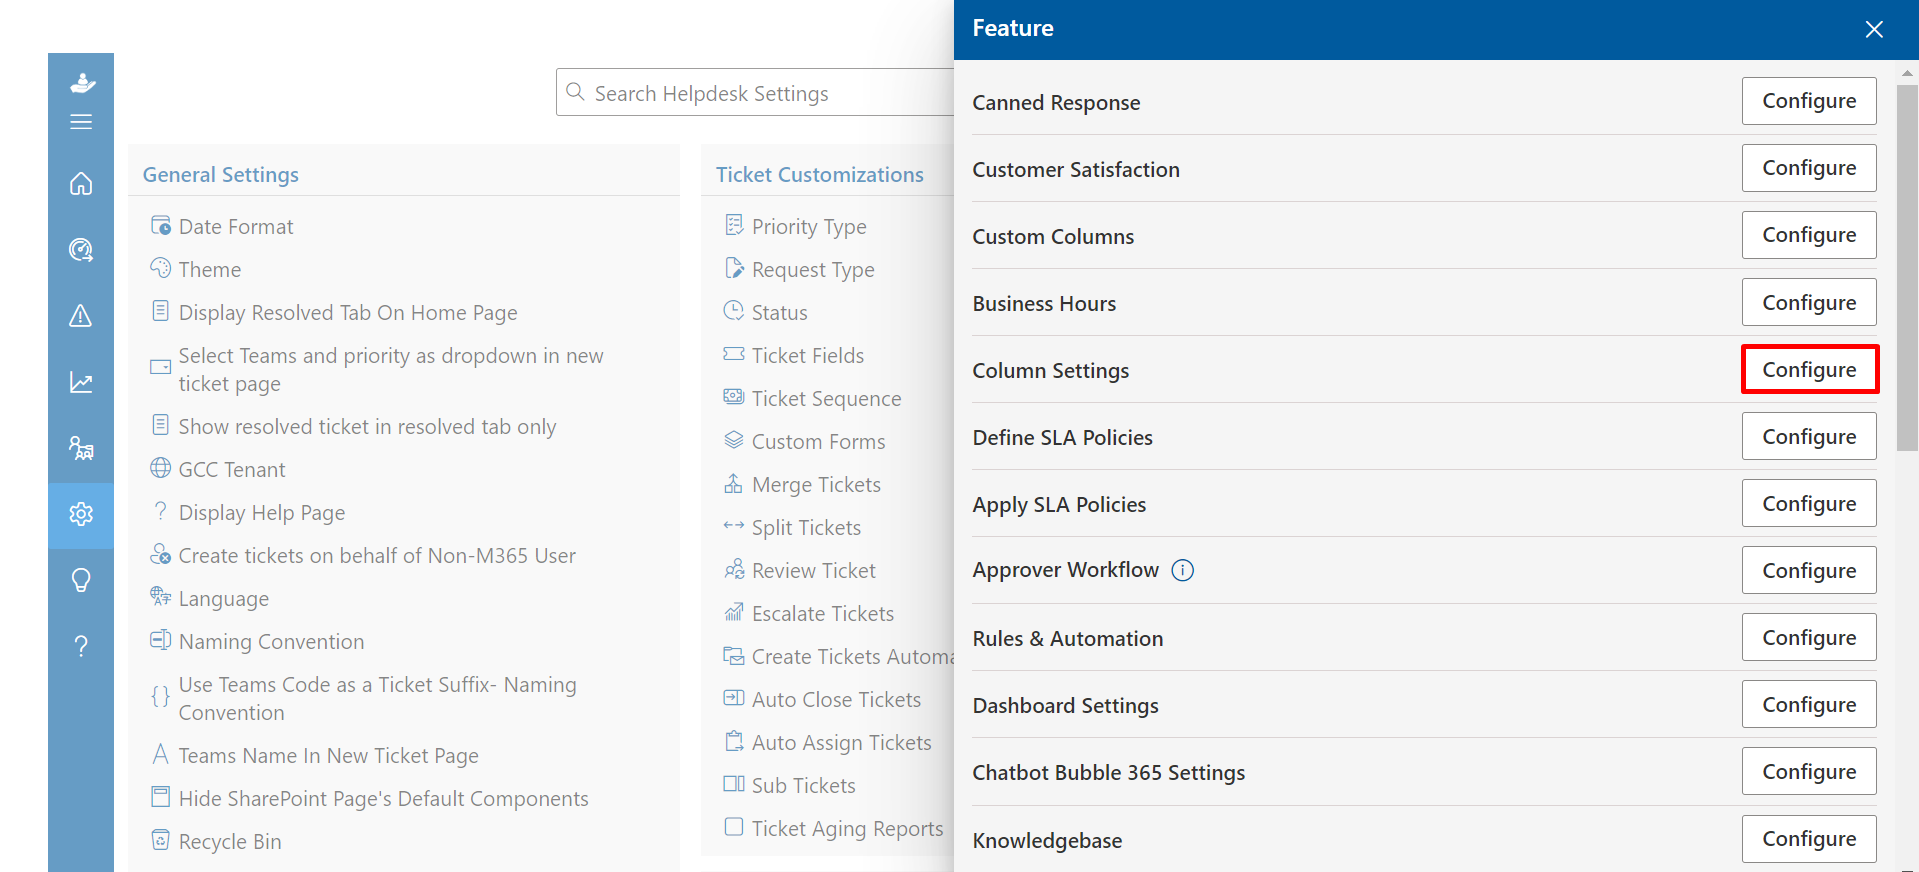 Feature
Search Helpdesk Settings
General Settings
Date Format
Theme
Display Resolved Tab On Home Page
Select Teams and priority as dropdown in new
ticket page
Show resolved ticket in resolved tab only
GCC Tenant
Display Help Page
Create tickets on behalf of Non-M365 User
Language
Naming Convention
Use Teams Code as a Ticket Suffix- Naming
Convention
Teams Name In New Ticket Page
Hide SharePoint Page's Default Components
Recycle Bin
Ticket Customizations
Priority Type
Request Type
Status
Ticket Fields
Ticket Sequence
Custom Forms
Merge Tickets
Split Tickets
Review Ticket
Escalate Tickets
Create Tickets Automa
Auto Close Tickets
Auto Assign Tickets
Sub Tickets
Ticket Aging Reports
Canned Response Configure
Customer Satisfaction Configure
Custom Columns Configure
Business Hours Configure
Column Settings Configure
Define SLA Policies Configure
Apply SLA Policies Configure
Approver Workflow Configure
Rules & Automation Configure
Dashboard Settings Configure
Chatbot Bubble 365 Settings Configure
Knowledgebase Configure